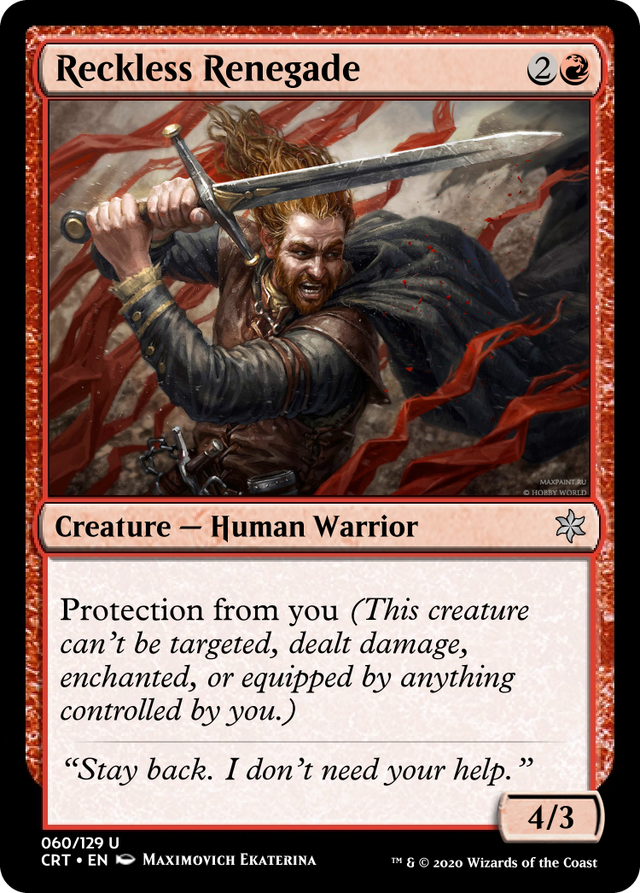 Reckless Renegade 2
MAXPAINT.RU
© HOBBY WORLD
Creature — Human Warrior
Protection from you (This creature
can't be targeted, dealt damage,
enchanted, or equipped by anything
controlled by you.)
“Stay back. I don't need your help.”
4/3
060/129 U
CRT • EN MAXIMOVICH EKATERINA
™ & © 2020 Wizards of the Coast